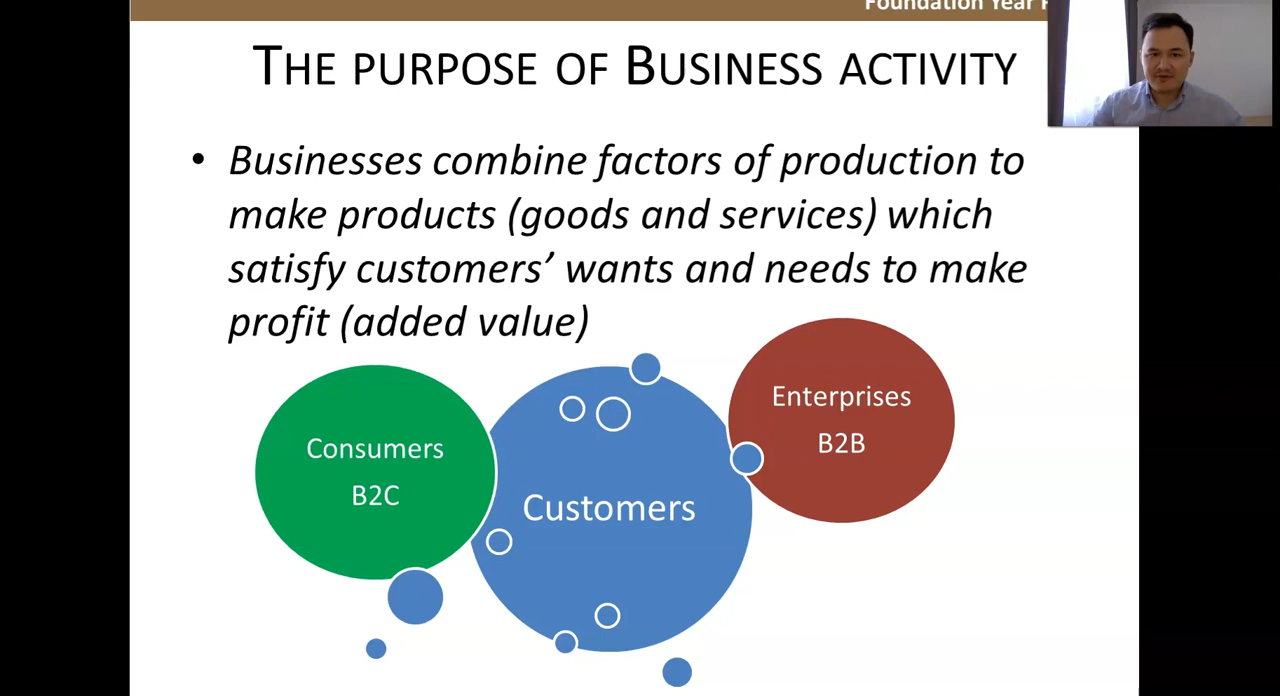 Foundation Year
THE PURPOSE OF BUSINESS ACTIVITY
• Businesses combine factors of production to
make products (goods and services) which
satisfy customers’ wants and needs to make
profit (added value)
Consumers
B2C
Customers
Enterprises
B2B